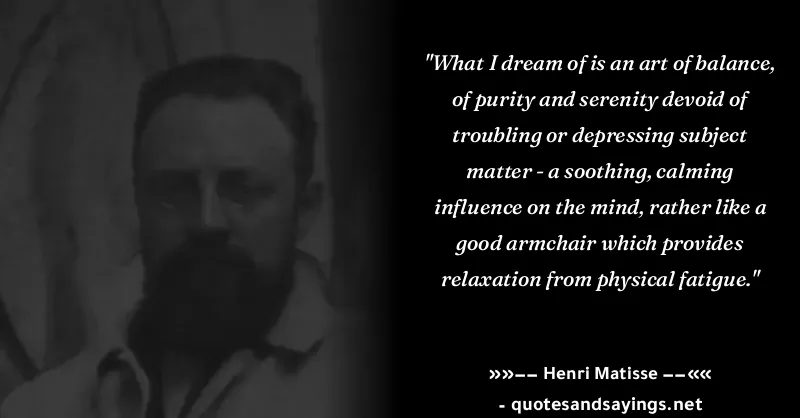 "What I dream of is an art of balance,
of purity and serenity devoid of
troubling or depressing subject
matter - a soothing, calming
influence on the mind, rather like a
good armchair which provides
relaxation from physical fatigue."
»»−− Henri Matisse −−««
- quotesandsayings.net